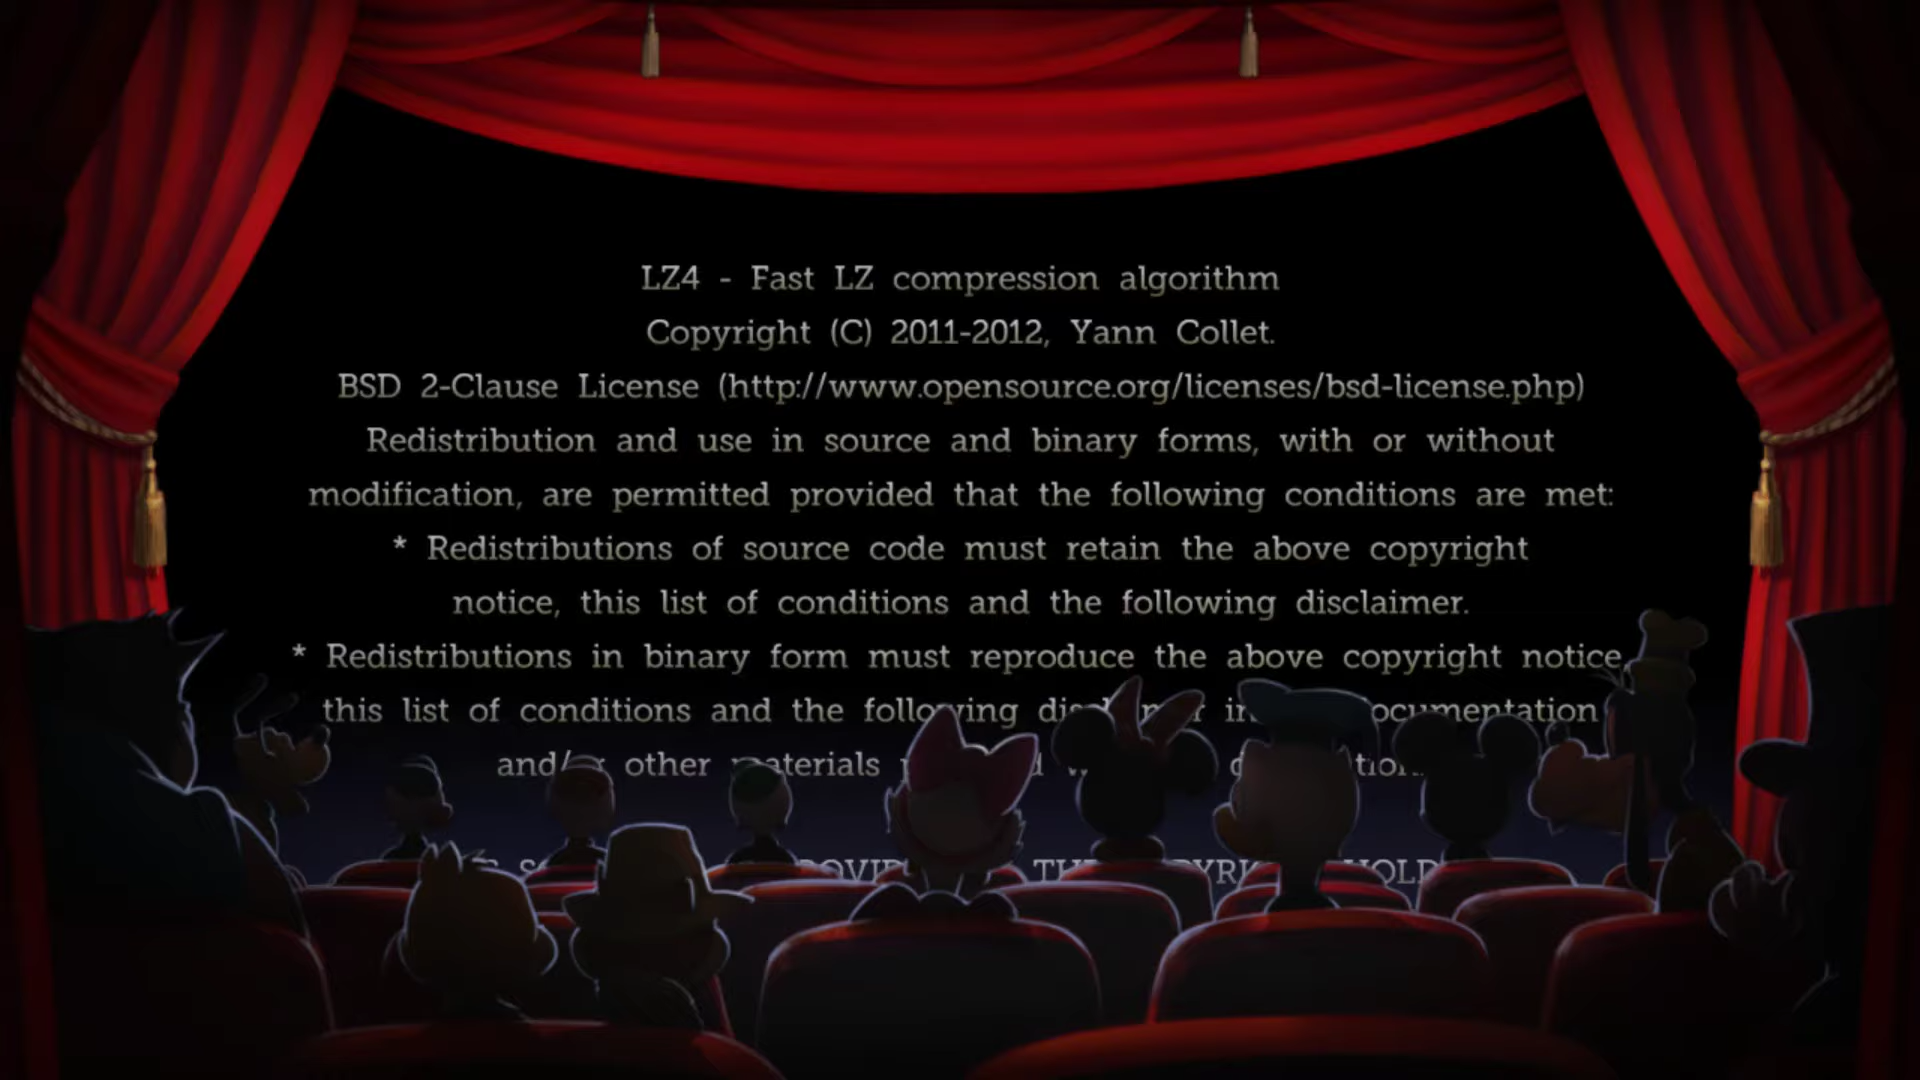 LZ4 - Fast LZ compression algorithm
Copyright (C) 2011-2012, Yann Collet.
BSD 2-Clause License (http://www.opensource.org/licenses/bsd-license.php)
Redistribution and use in source and binary forms, with or without
modification, are permitted provided that the following conditions are met:
* Redistributions of source code must retain the above copyright
notice, this list of conditions and the following disclaimer.
* Redistributions in binary form must reproduce the above copyright notice,
this list of conditions and the following in
other materials